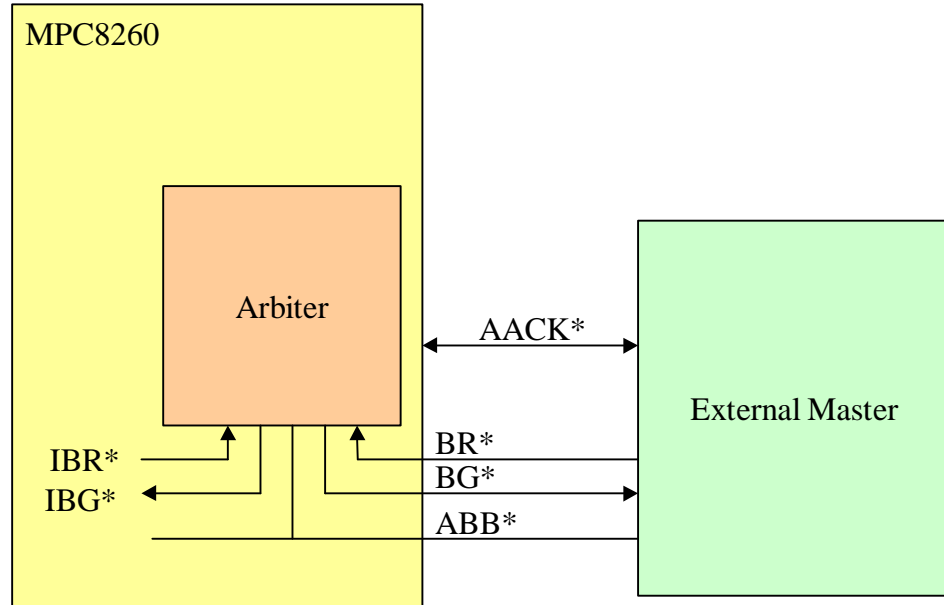 MPC8260
Arbiter
AACK*
External Master
IBR*
BR*
IBG*
BG*
ABB*